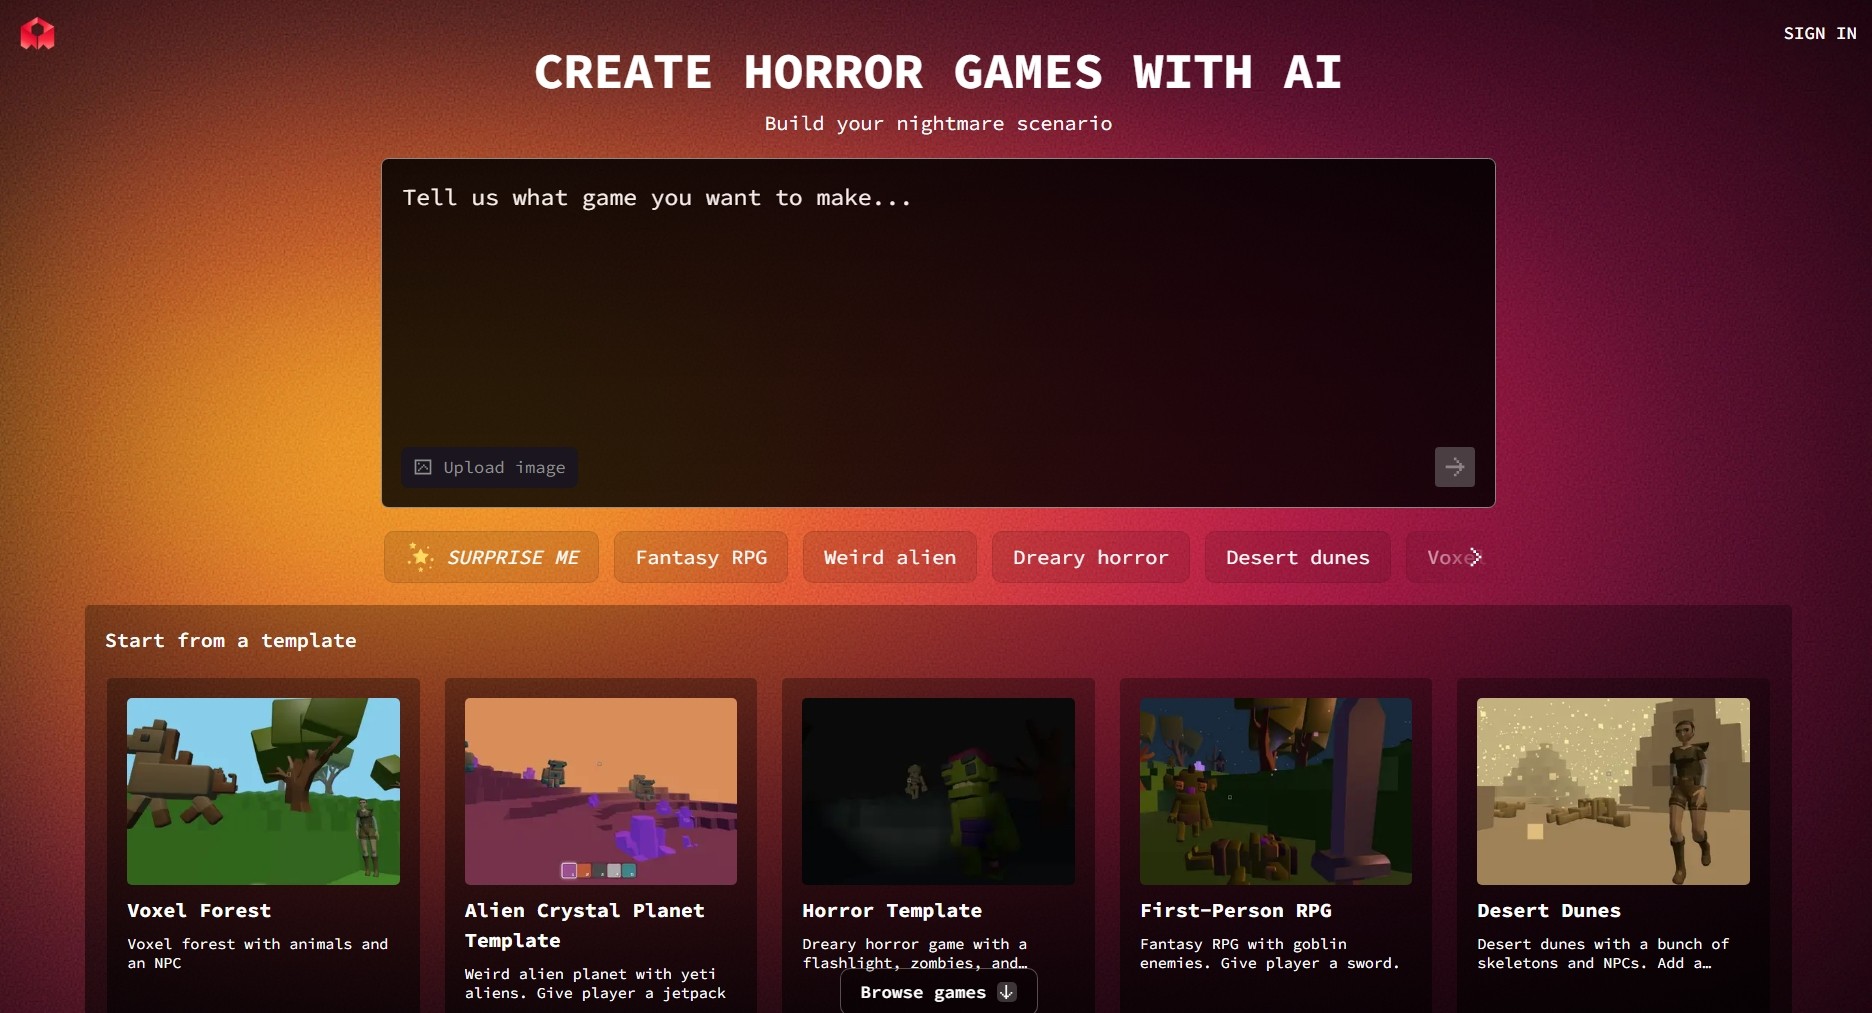 SIGN IN
CREATE HORROR GAMES WITH AI
Build your nightmare scenario
Tell us what game you want to make...
Upload image
SURPRISE ME
Fantasy RPG
Weird alien
Dreary horror
Desert dunes
Start from a template
Voxel Forest
Voxel forest with animals and
an NPC
Alien Crystal Planet
Template
Weird alien planet with yeti
aliens. Give player a jetpack
Horror Template
Dreary horror game with a
flashlight, zombies, and…
First-Person RPG
Fantasy RPG with goblin
enemies. Give player a sword.
Desert Dunes
Desert dunes with a bunch of
skeletons and NPCs. Add a…
Browse games